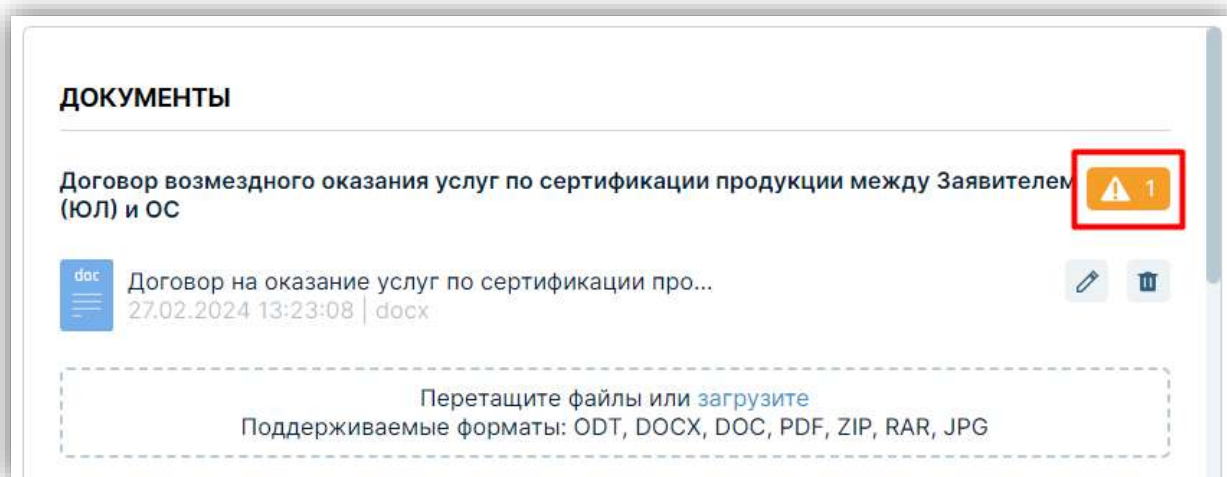 ДОКУМЕНТЫ
Договор возмездного оказания услуг по сертификации продукции между Заявителем
1
(ЮЛ) и ОС
doc
Договор на оказание услуг по сертификации про...
27.02.2024 13:23:08 | docx
Перетащите файлы или загрузите
Поддерживаемые форматы: ODT, DOCX, DOC, PDF, ZIP, RAR, JPG